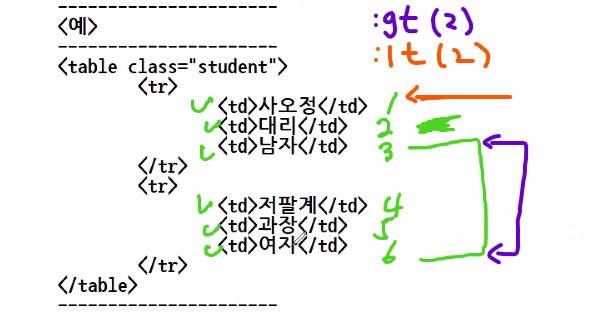 ------------------------
<예>
------------------------
<table class="student">
<tr>
<td>사오정</td> 1
<td>대리</td> 2
<td>남자</td> 3
</tr>
<tr>
<td>저팔계</td> 4
<td>과장</td> 5
<td>여자</td> 6
</tr>
</table>
------------------------
:gt (2)
:lt (2)